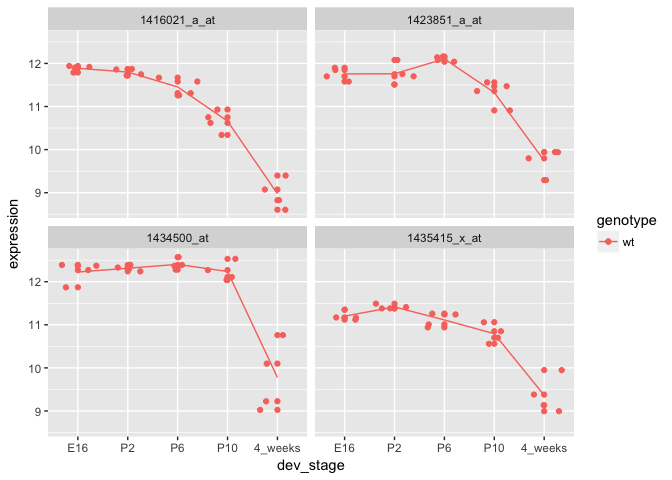 1416021_a_at
1423851_a_at
12
11
10
9
1434500_at
1435415_x_at
12
11
10
9
expression
E16 P2 P6 P10 4_weeks
E16 P2 P6 P10 4_weeks
dev_stage
genotype
wt